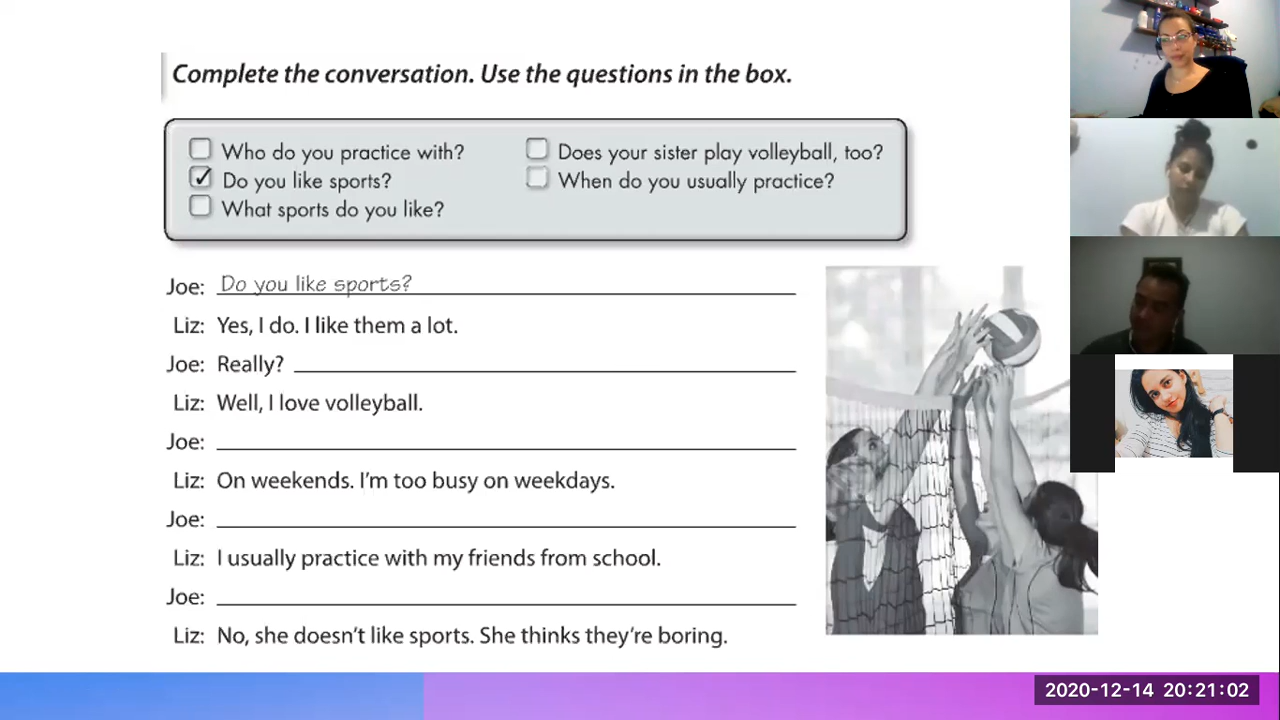 Complete the conversation. Use the questions in the box.
Who do you practice with?
Do you like sports?
What sports do you like?
Does your sister play volleyball, too?
When do you usually practice?
Joe: Do you like sports?
Liz: Yes, I do. I like them a lot.
Joe: Really?
Liz: Well, I love volleyball.
Joe:
Liz: On weekends. I'm too busy on weekdays.
Joe:
Liz: I usually practice with my friends from school.
Joe:
Liz: No, she doesn't like sports. She thinks they're boring.
2020-12-14 20:21:02